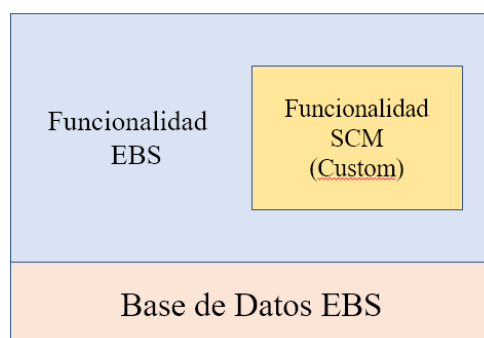 Funcionalidad
EBS
Funcionalidad
SCM
(Custom)
Base de Datos EBS